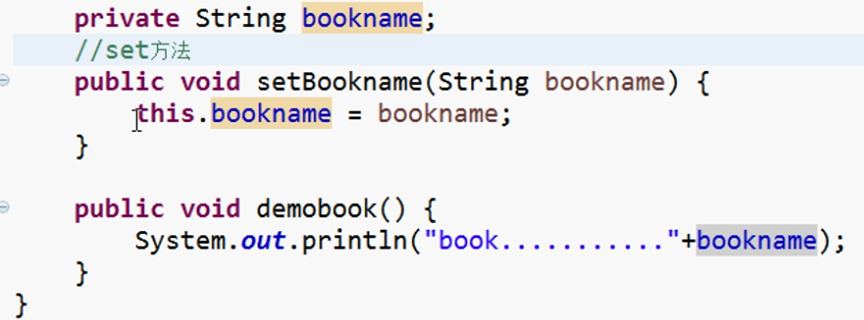 private String bookname;
//set方法
public void setBookname(String bookname) {
this.bookname = bookname;
}
public void demobook() {
System.out.println("book..........."+bookname);
}
}